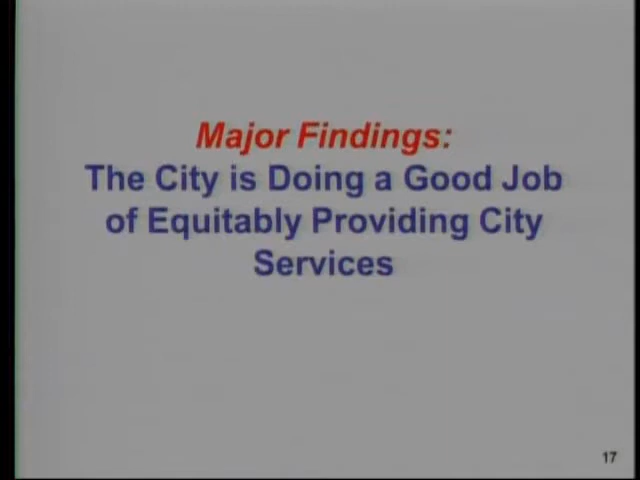 Major Findings:
The City is Doing a Good Job
of Equitably Providing City
Services
17